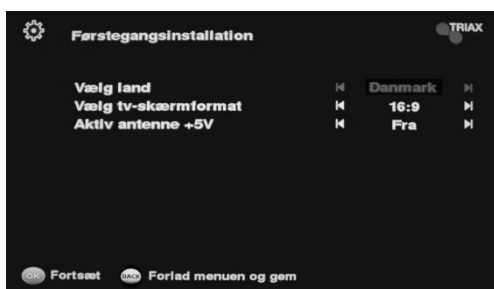 Førstegangsinstallation
TRIAX
Vælg land Danmark
Vælg tv-skærmformat 16:9
Aktiv antenne +5V Fra
OK Fortsæt BACK Forlad menuen og gem